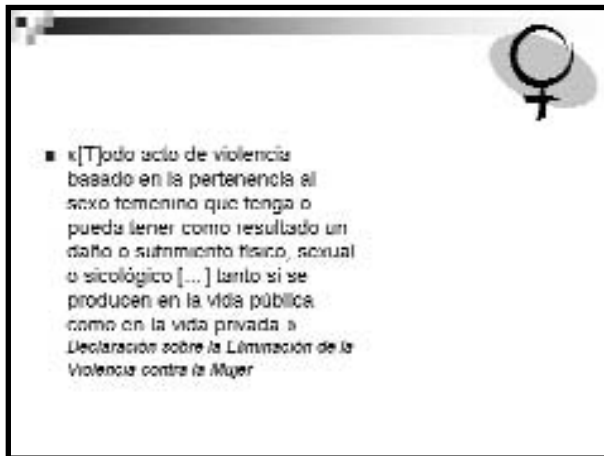 «[T]odo acto de violencia
basado en la pertenencia al
sexo femenino que tenga o
pueda tener como resultado un
daño o sufrimiento físico, sexual
o sicológico [...] tanto si se
producen en la vida pública
como en la vida privada »
Declaración sobre la Eliminación de la
Violencia contra la Mujer